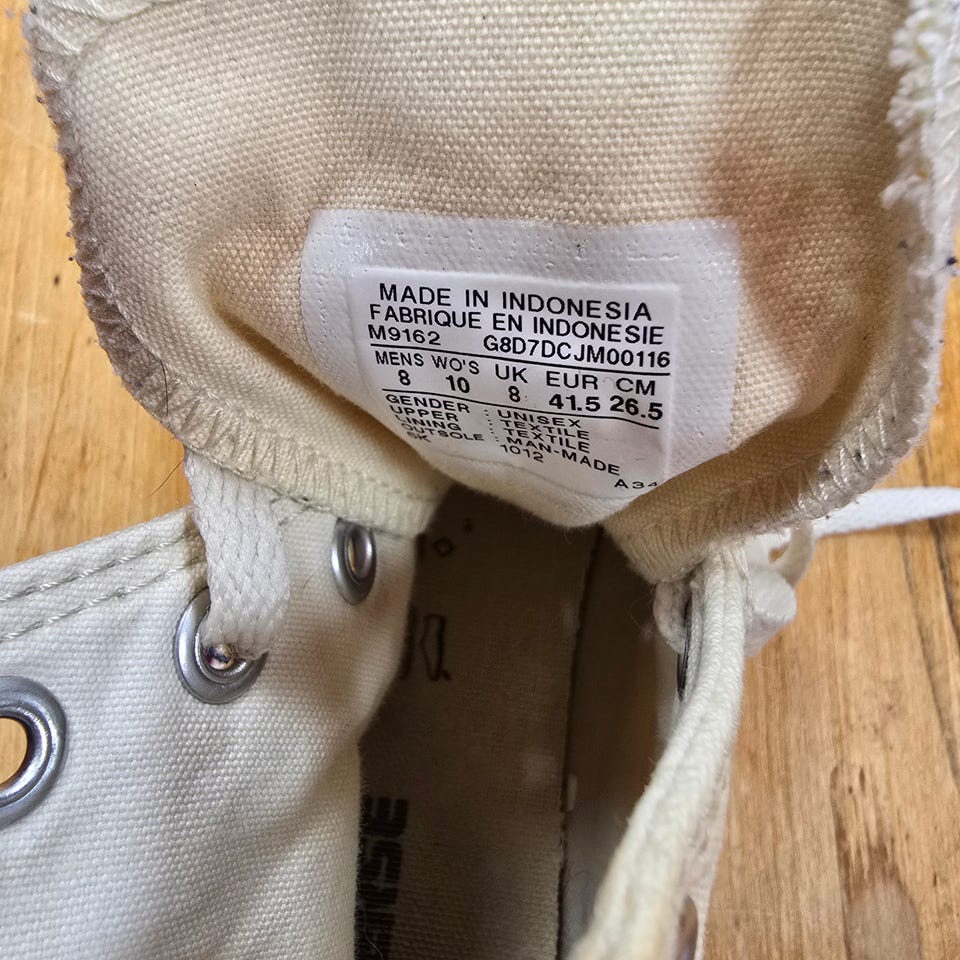 MADE IN INDONESIA
FABRIQUE EN INDONESIE
M9162 G8D7DCJM00116
MENS WO'S UK EUR CM
8 10 8 41.5 26.5
GENDER : UNISEX
UPPER : TEXTILE
LINING : TEXTILE
OUTSOLE : MAN-MADE
SK 1012
A34